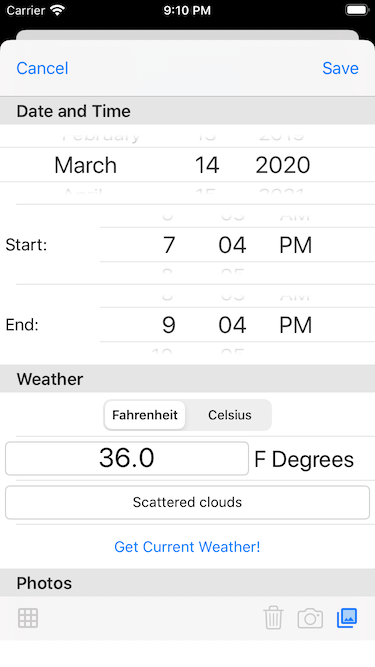 Carrier 9:10 PM
Cancel Save
Date and Time
February 13 2019
March 14 2020
April 15 2021
AM
Start: 7 04 PM
AM
End: 9 04 PM
Weather
Fahrenheit Celsius
36.0 F Degrees
Scattered clouds
Get Current Weather!
Photos